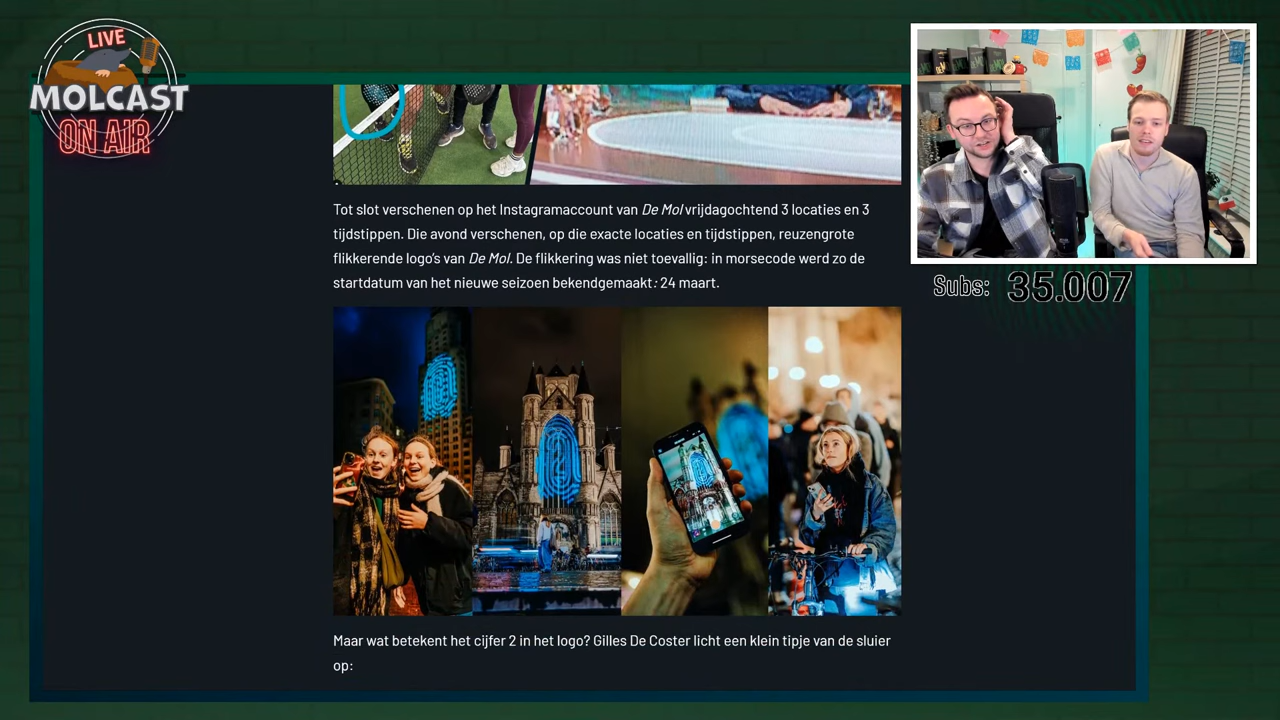 LIVE
MOLCAST
ON AIR
Tot slot verschenen op het Instagramaccount van De Mol vrijdagochtend 3 locaties en 3
tijdstippen. Die avond verschenen, op die exacte locaties en tijdstippen, reuzengrote
flikkerende logo's van De Mol. De flikkering was niet toevallig: in morsecode werd zo de
startdatum van het nieuwe seizoen bekendgemaakt: 24 maart.
Subs: 35.007
2
Maar wat betekent het cijfer 2 in het logo? Gilles De Coster licht een klein tipje van de sluier
op: